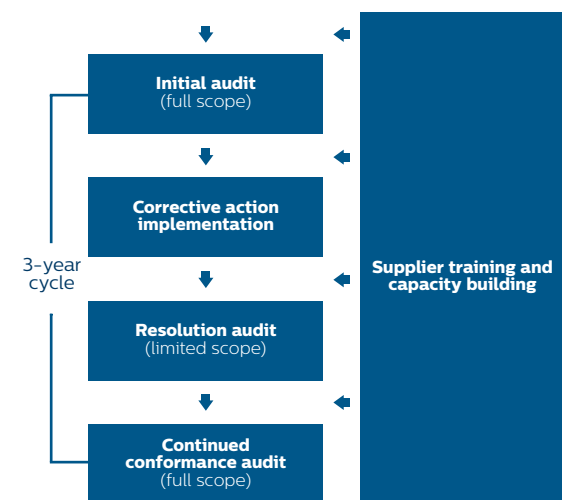 Initial audit
(full scope)
Corrective action
implementation
3-year
cycle
Supplier training and
capacity building
Resolution audit
(limited scope)
Continued
conformance audit
(full scope)